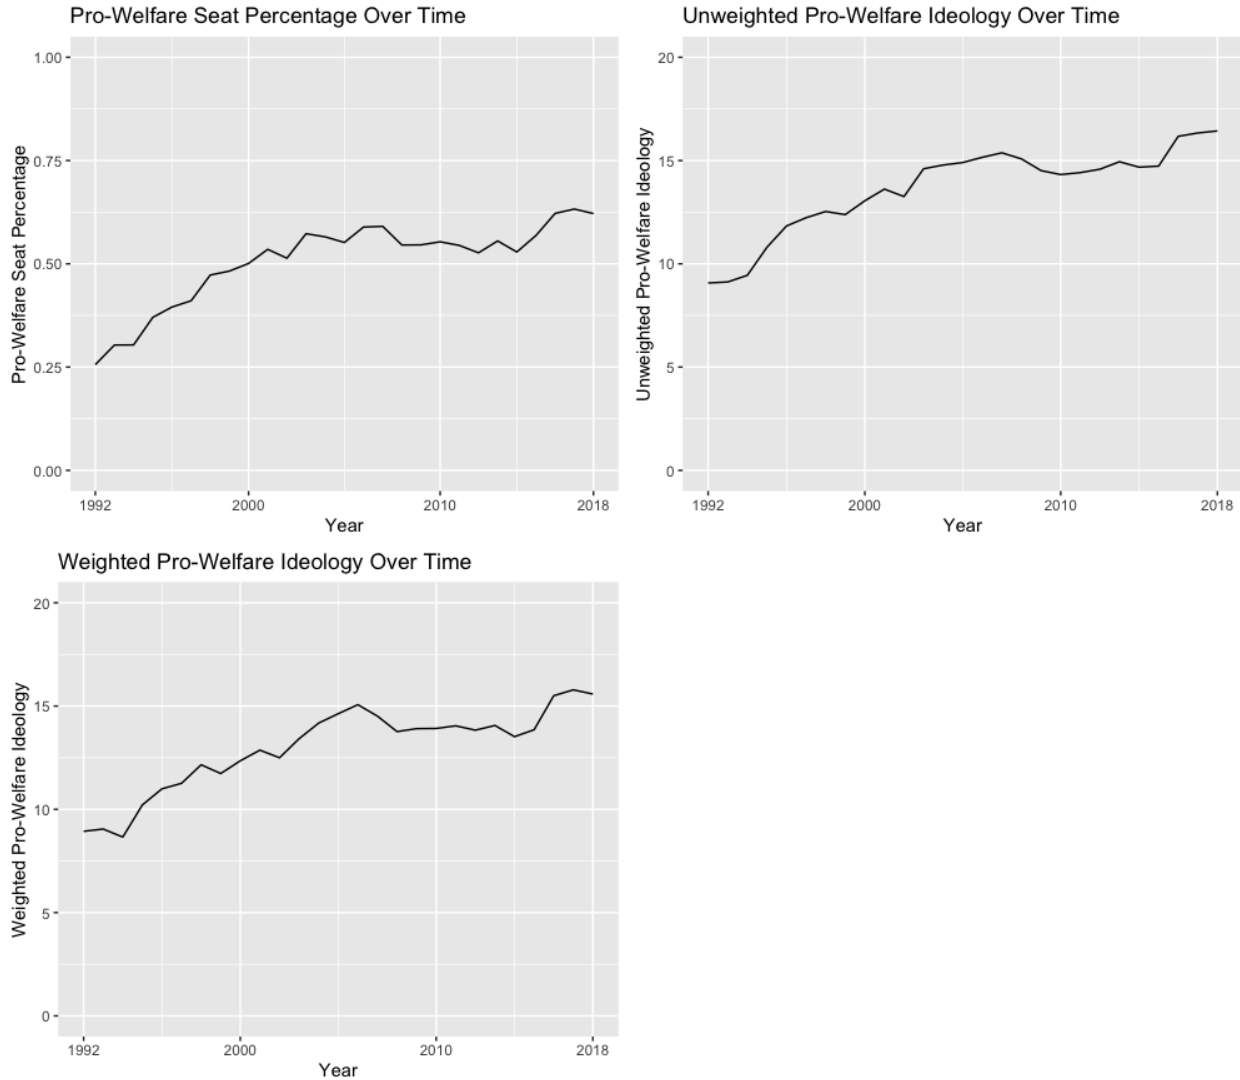 Pro-Welfare Seat Percentage Over Time
Pro-Welfare Seat Percentage
1.00
0.75
0.50
0.25
0.00
1992 2000 2010 2018
Year
Unweighted Pro-Welfare Ideology Over Time
Unweighted Pro-Welfare Ideology
20
15
10
5
0
1992 2000 2010 2018
Year
Weighted Pro-Welfare Ideology Over Time
Weighted Pro-Welfare Ideology
20
15
10
5
0
1992 2000 2010 2018
Year